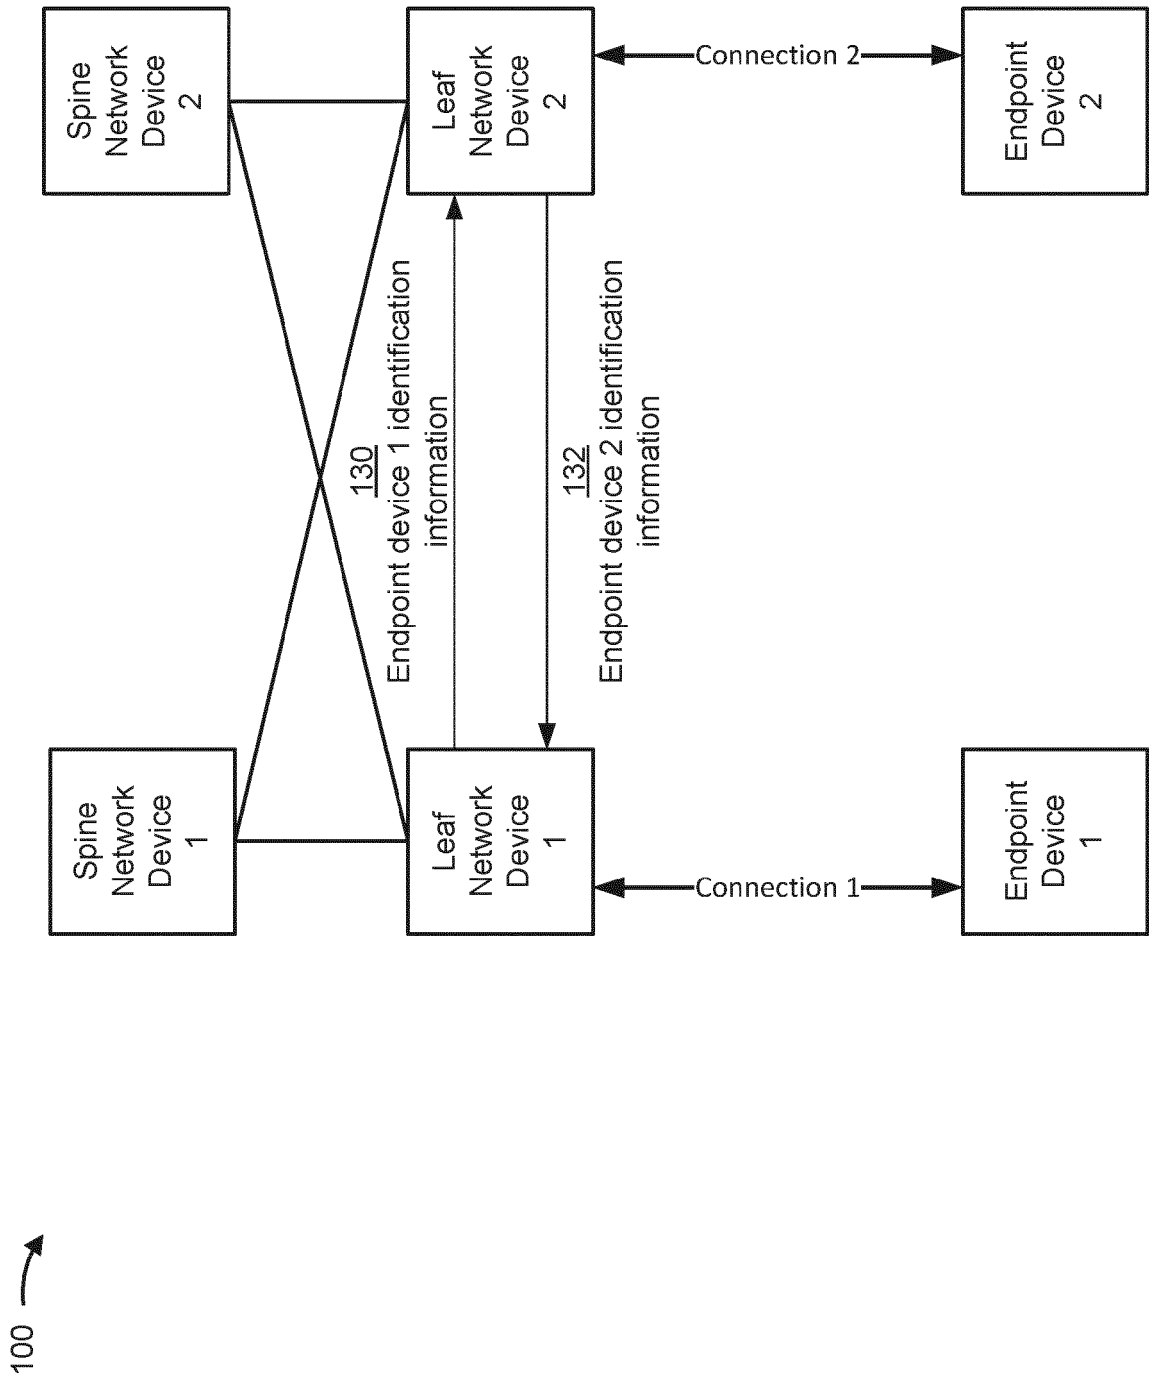 100
Spine
Network
Device
1
Spine
Network
Device
2
130
Endpoint device 1 identification
information
Leaf
Network
Device
1
Leaf
Network
Device
2
132
Endpoint device 2 identification
information
Connection 1
Connection 2
Endpoint
Device
1
Endpoint
Device
2